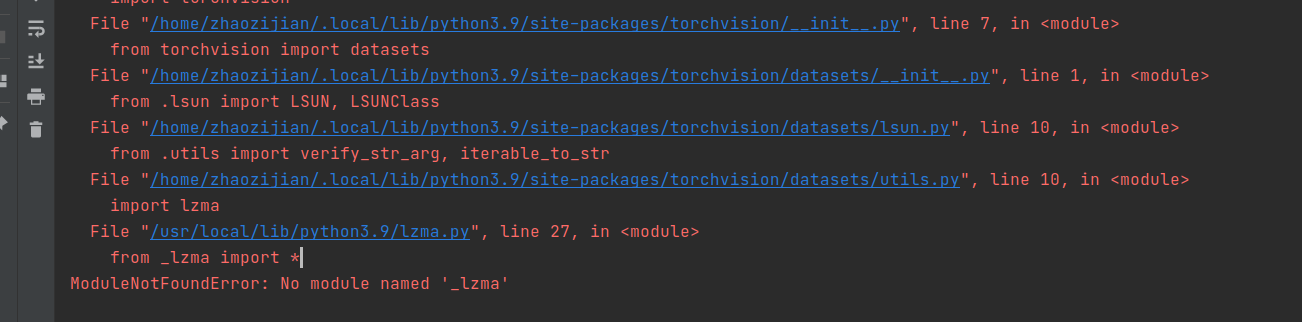 import torchvision
File "/home/zhaozijian/.local/lib/python3.9/site-packages/torchvision/__init__.py", line 7, in <module>
from torchvision import datasets
File "/home/zhaozijian/.local/lib/python3.9/site-packages/torchvision/datasets/__init__.py", line 1, in <module>
from .lsun import LSUN, LSUNClass
File "/home/zhaozijian/.local/lib/python3.9/site-packages/torchvision/datasets/lsun.py", line 10, in <module>
from .utils import verify_str_arg, iterable_to_str
File "/home/zhaozijian/.local/lib/python3.9/site-packages/torchvision/datasets/utils.py", line 10, in <module>
import lzma
File "/usr/local/lib/python3.9/lzma.py", line 27, in <module>
from _lzma import *
ModuleNotFoundError: No module named '_lzma'